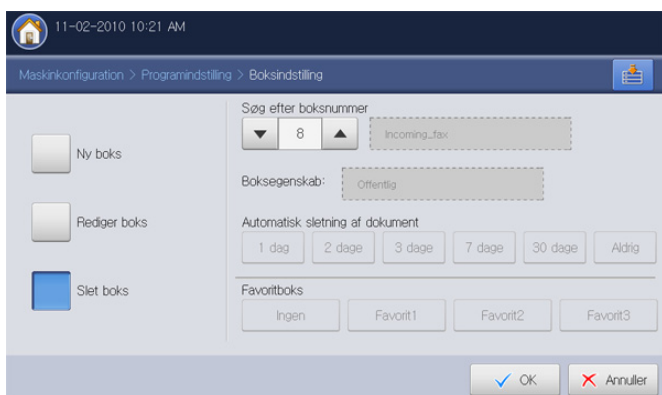 11-02-2010 10:21 AM
Maskinkonfiguration > Programindstilling > Boksindstilling
Ny boks
Rediger boks
Slet boks
Søg efter boksnummer
8 Incoming_fax
Boksegenskab: Offentlig
Automatisk sletning af dokument
1 dag 2 dage 3 dage 7 dage 30 dage Aldrig
Favoritboks
Ingen Favorit1 Favorit2 Favorit3
OK Annuller